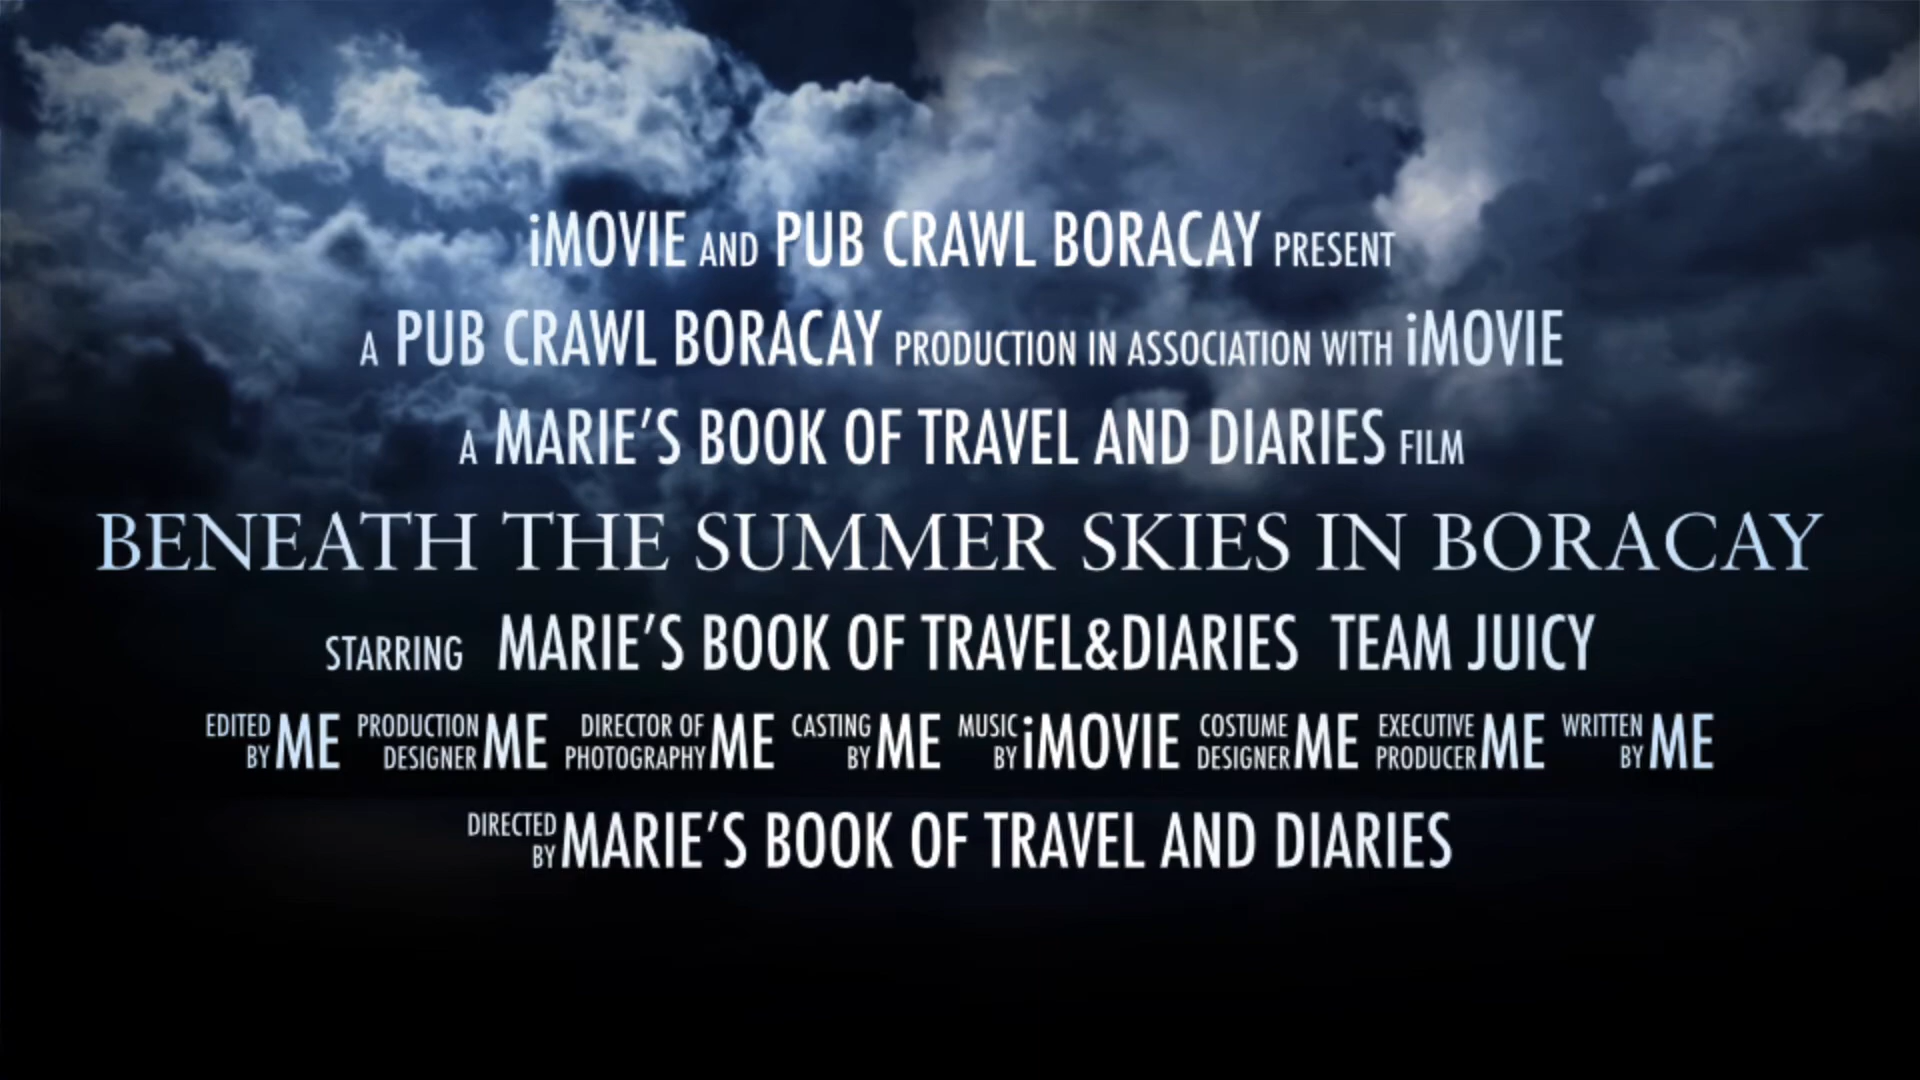 iMOVIE AND PUB CRAWL BORACAY PRESENT
A PUB CRAWL BORACAY PRODUCTION IN ASSOCIATION WITH iMOVIE
A MARIE'S BOOK OF TRAVEL AND DIARIES FILM
BENEATH THE SUMMER SKIES IN BORACAY
STARRING MARIE'S BOOK OF TRAVEL&DIARIES TEAM JUICY
EDITED BY ME PRODUCTION DESIGNER ME DIRECTOR OF PHOTOGRAPHY ME CASTING BY ME MUSIC BY iMOVIE COSTUME DESIGNER ME EXECUTIVE PRODUCER ME WRITTEN BY ME
DIRECTED BY MARIE'S BOOK OF TRAVEL AND DIARIES